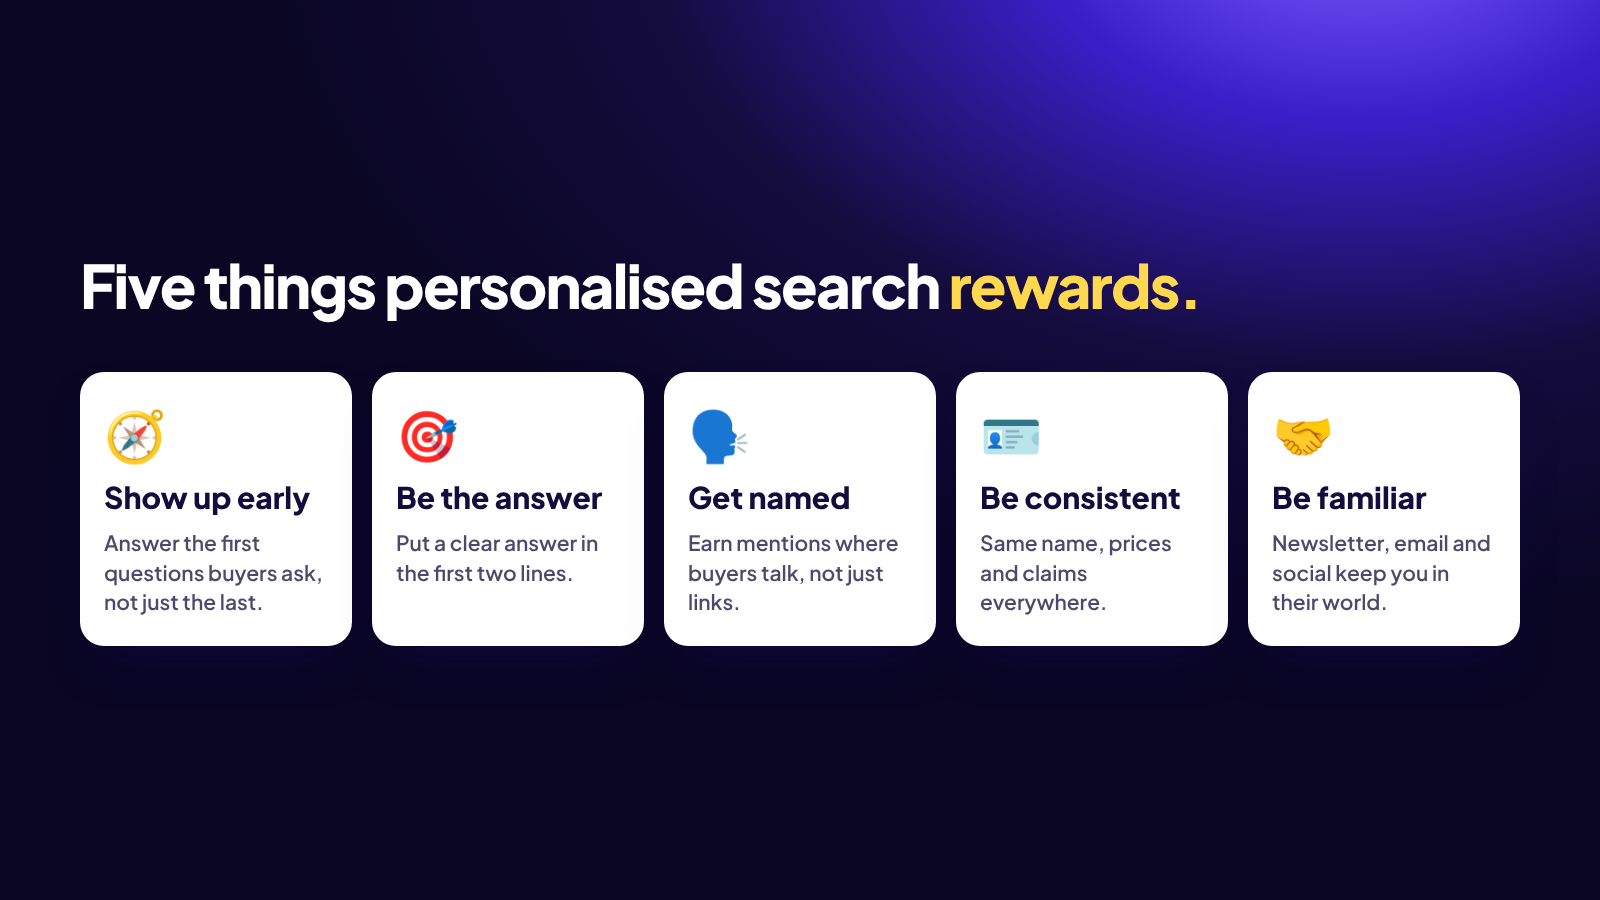 Five things personalised search rewards.
Show up early
Answer the first
questions buyers ask,
not just the last.
Be the answer
Put a clear answer in
the first two lines.
Get named
Earn mentions where
buyers talk, not just
links.
Be consistent
Same name, prices
and claims
everywhere.
Be familiar
Newsletter, email and
social keep you in
their world.